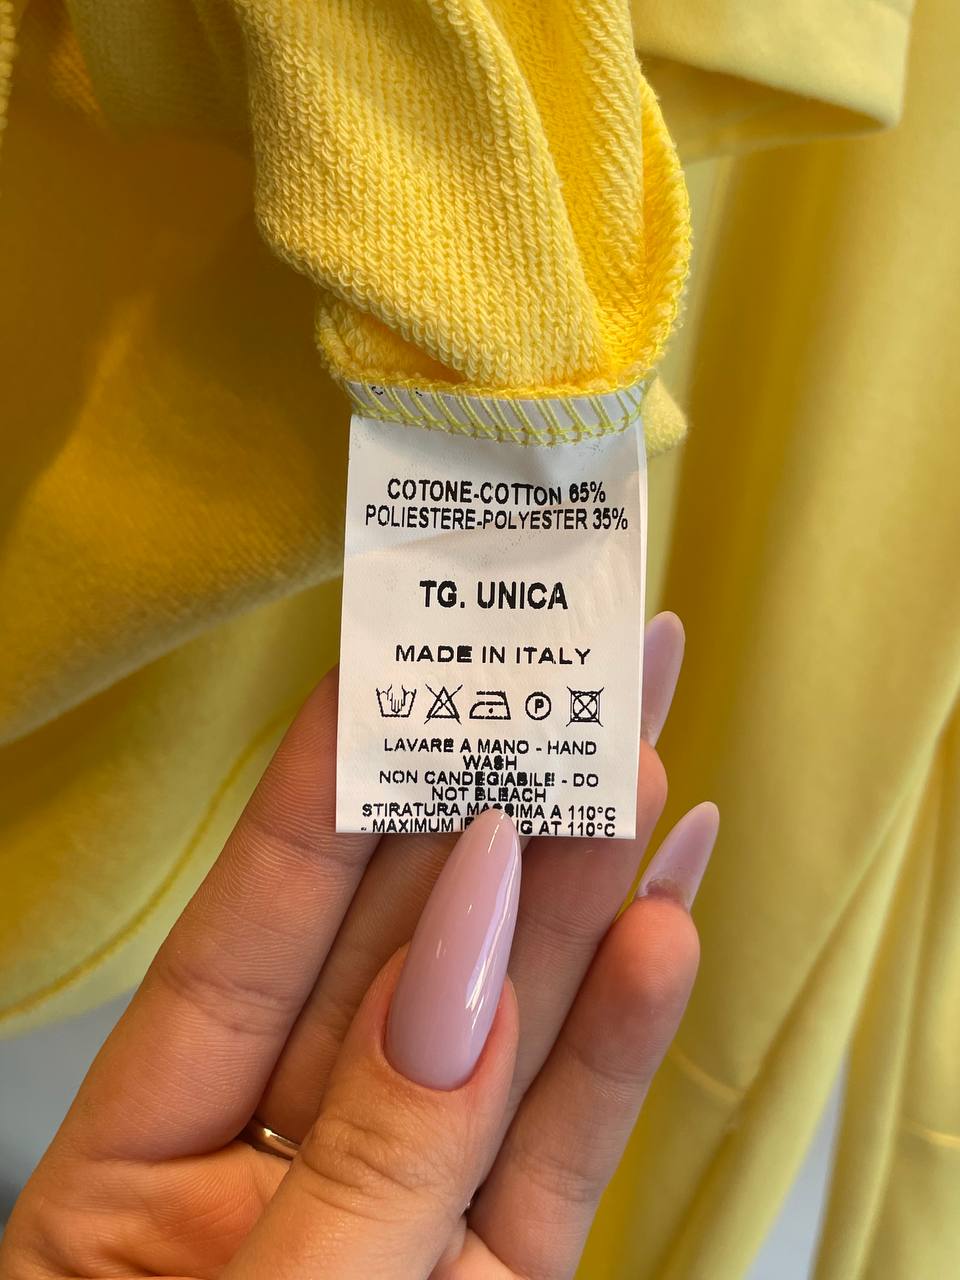 COTONE-COTTON 65%
POLIESTERE-POLYESTER 35%
TG. UNICA
MADE IN ITALY
P
LAVARE A MANO - HAND
WASH
NON CANDEGIABILE - DO
NOT BLEACH
STIRATURA MASSIMA A 110°C
- MAXIMUM AT 110°C